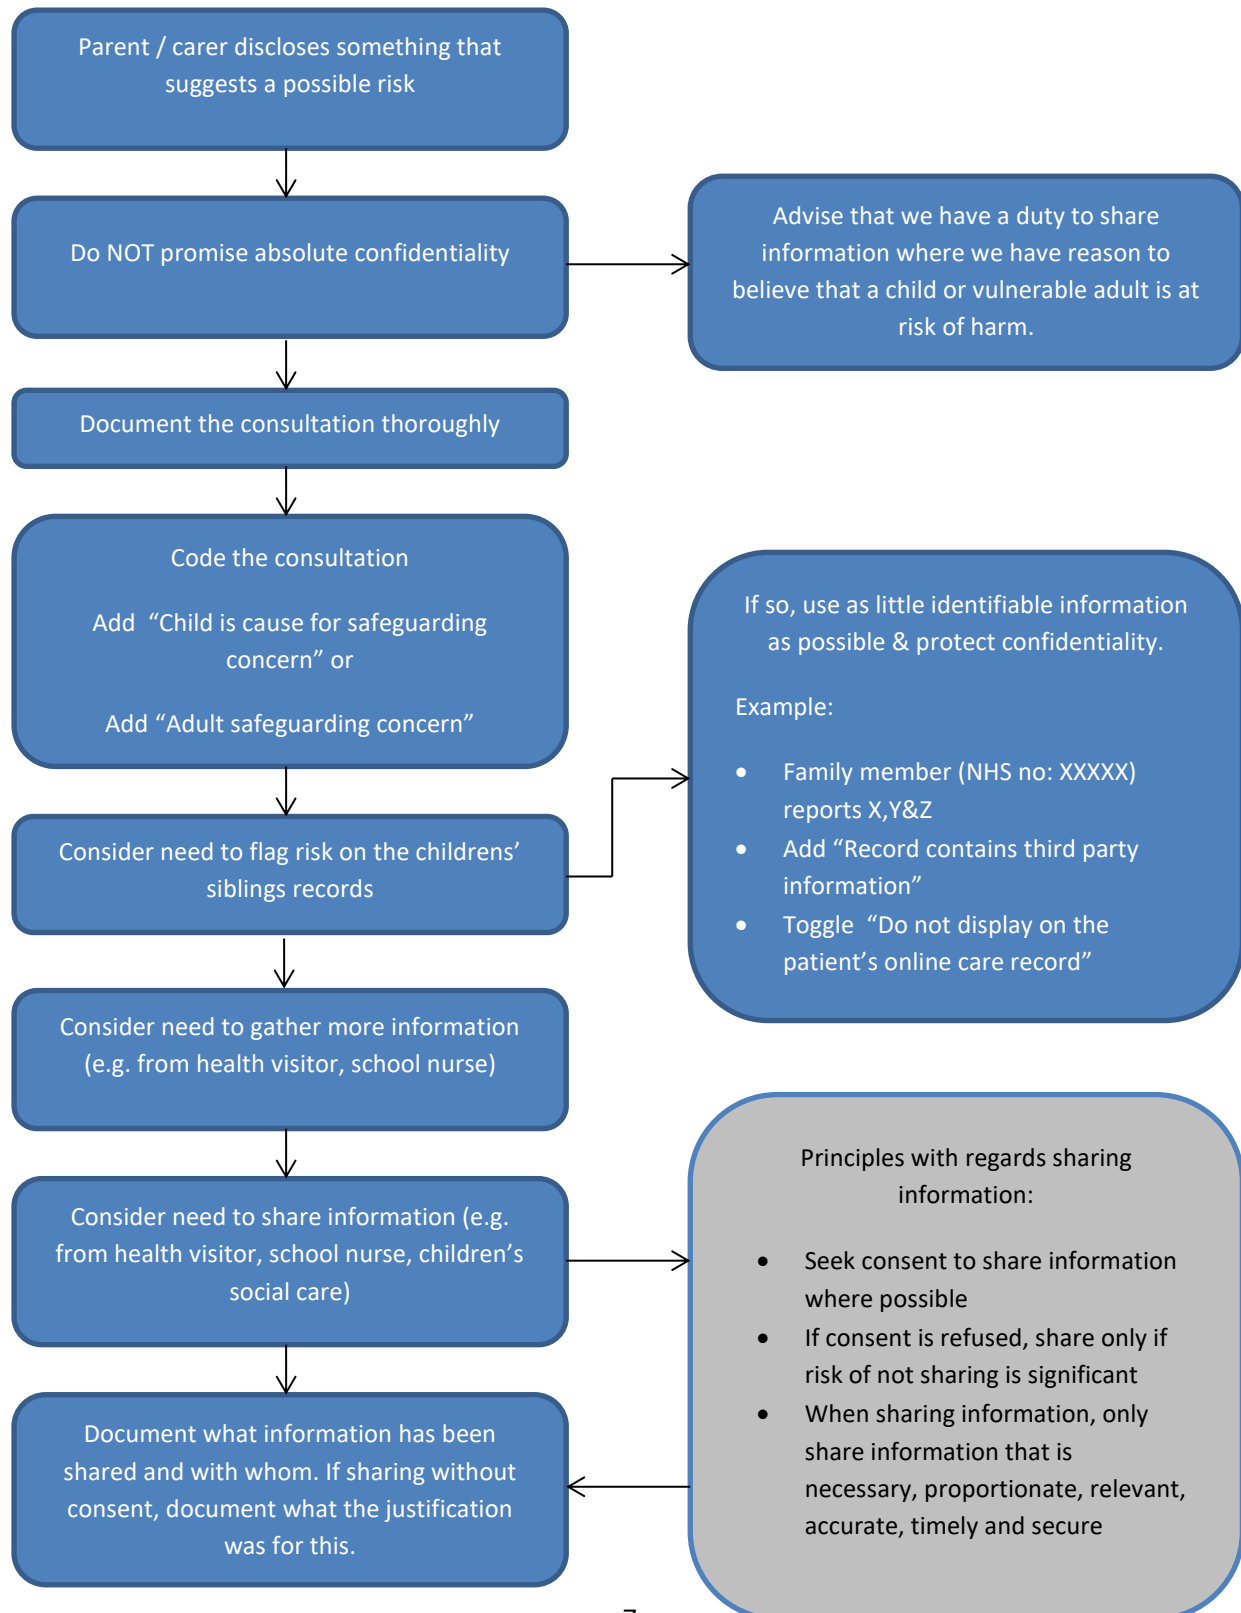 Parent / carer discloses something that
suggests a possible risk
Do NOT promise absolute confidentiality
Advise that we have a duty to share
information where we have reason to
believe that a child or vulnerable adult is at
risk of harm.
Document the consultation thoroughly
Code the consultation
Add “Child is cause for safeguarding
concern” or
Add “Adult safeguarding concern”
If so, use as little identifiable information
as possible & protect confidentiality.
Example:
• Family member (NHS no: XXXXX)
reports X,Y&Z
• Add “Record contains third party
information”
• Toggle “Do not display on the
patient’s online care record”
Consider need to flag risk on the childrens’
siblings records
Consider need to gather more information
(e.g. from health visitor, school nurse)
Consider need to share information (e.g.
from health visitor, school nurse, children’s
social care)
Principles with regards sharing
information:
• Seek consent to share information
where possible
• If consent is refused, share only if
risk of not sharing is significant
• When sharing information, only
share information that is
necessary, proportionate, relevant,
accurate, timely and secure
Document what information has been
shared and with whom. If sharing without
consent, document what the justification
was for this.